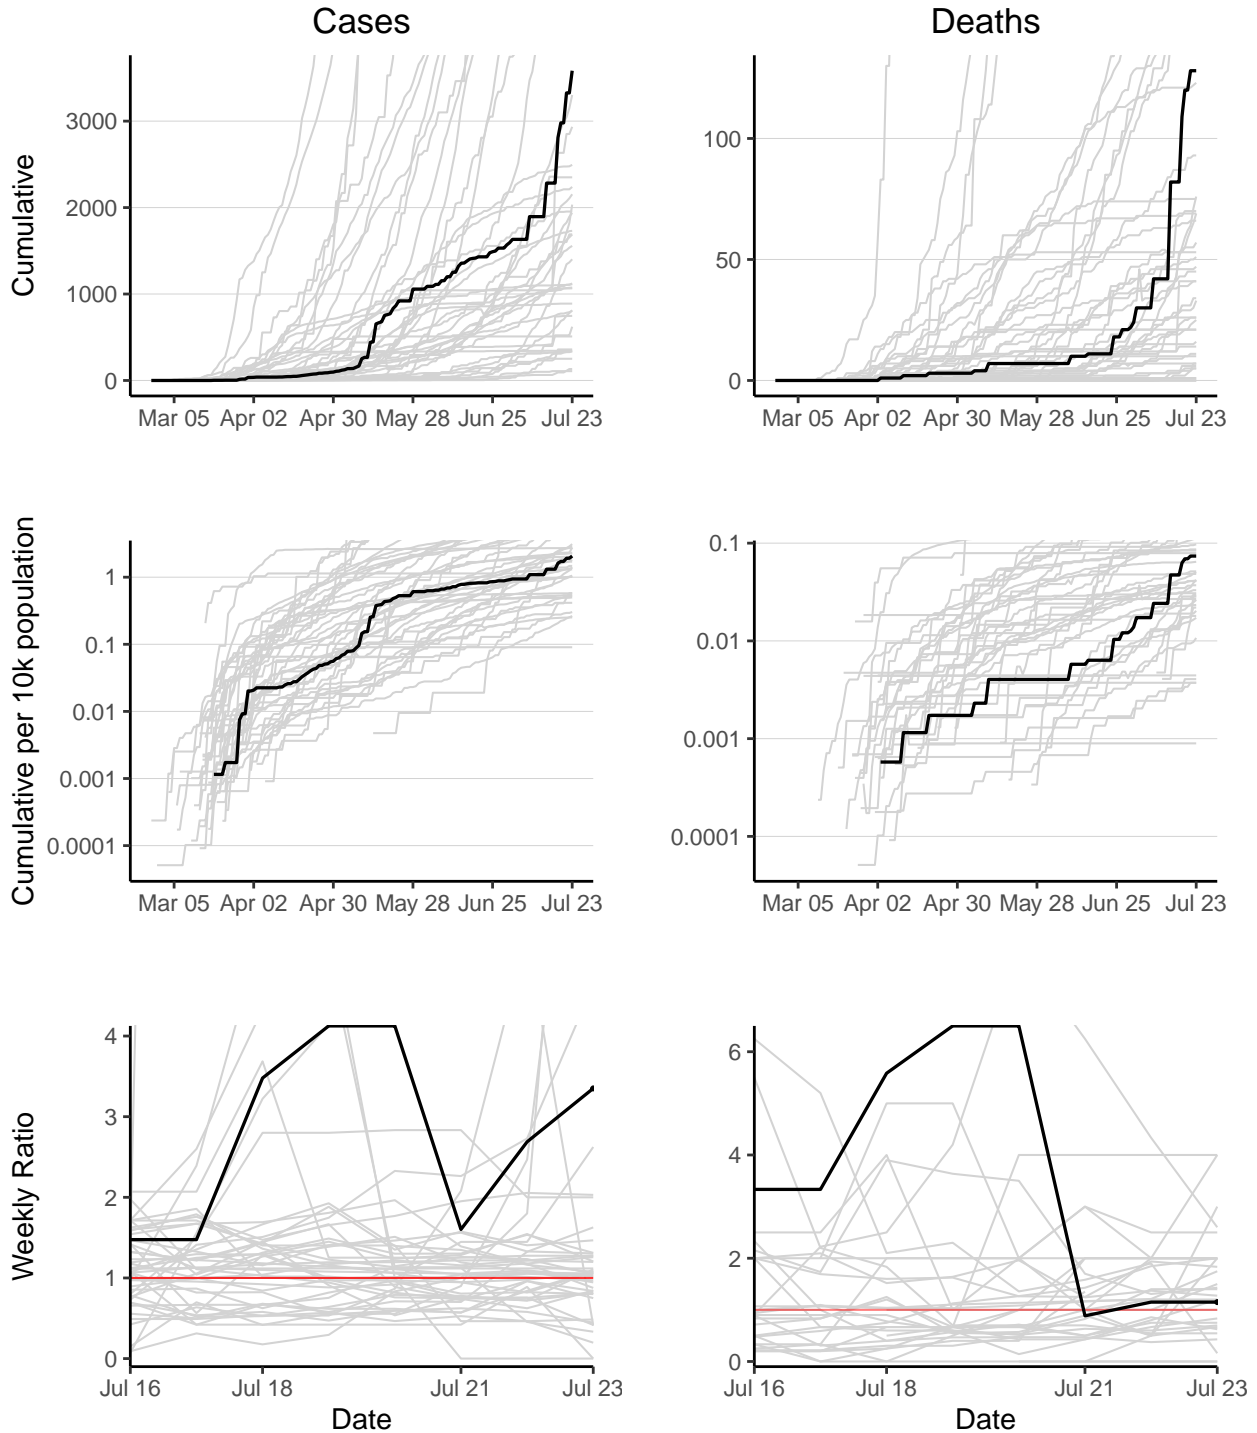 Cases
Deaths
Cumulative
3000
2000
1000
0
Mar 05 Apr 02 Apr 30 May 28 Jun 25 Jul 23
100
50
0
Mar 05 Apr 02 Apr 30 May 28 Jun 25 Jul 23
Cumulative per 10k population
1
0.1
0.01
0.001
0.0001
Mar 05 Apr 02 Apr 30 May 28 Jun 25 Jul 23
0.1
0.01
0.001
0.0001
Mar 05 Apr 02 Apr 30 May 28 Jun 25 Jul 23
Weekly Ratio
4
3
2
1
0
Jul 16 Jul 18 Jul 21 Jul 23
Date
6
4
2
0
Jul 16 Jul 18 Jul 21 Jul 23
Date